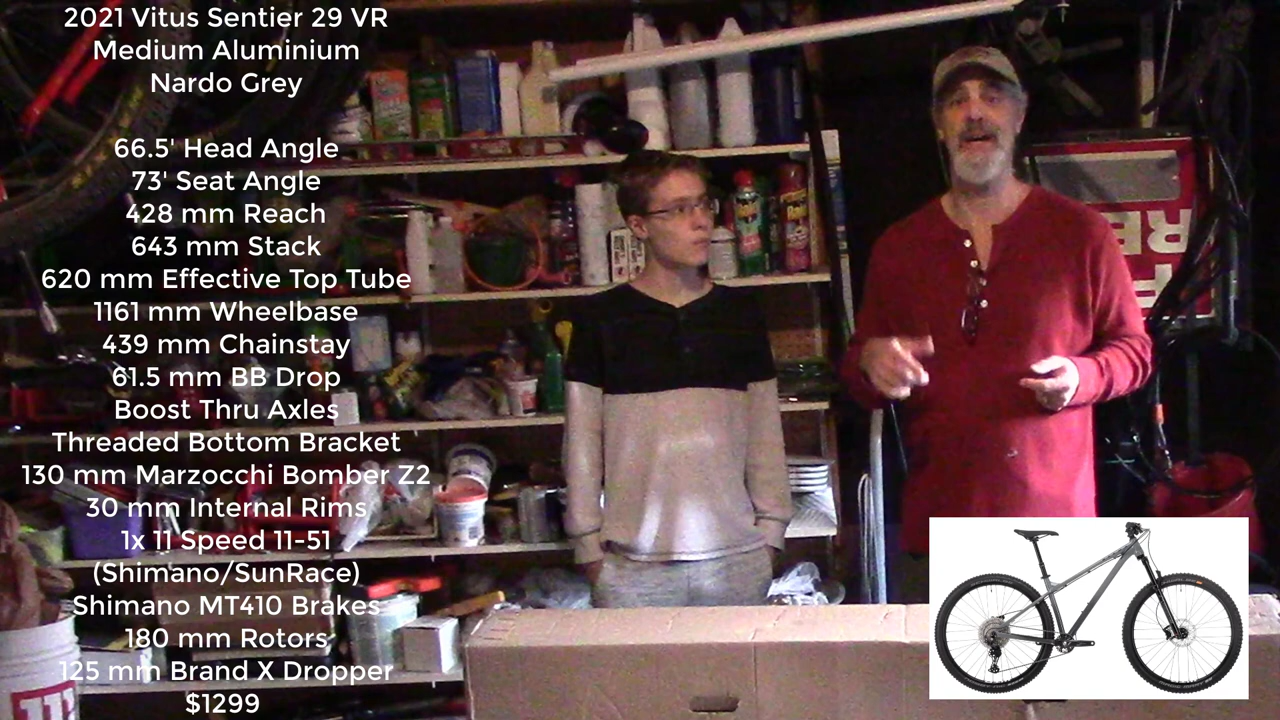 2021 Vitus Sentier 29 VR
Medium Aluminium
Nardo Grey
66.5' Head Angle
73' Seat Angle
428 mm Reach
643 mm Stack
620 mm Effective Top Tube
1161 mm Wheelbase
439 mm Chainstay
61.5 mm BB Drop
Boost Thru Axles
Threaded Bottom Bracket
130 mm Marzocchi Bomber Z2
30 mm Internal Rims
1x 11 Speed 11-51
(Shimano/SunRace)
Shimano MT410 Brakes
180 mm Rotors
125 mm Brand X Dropper
$1299
Raid